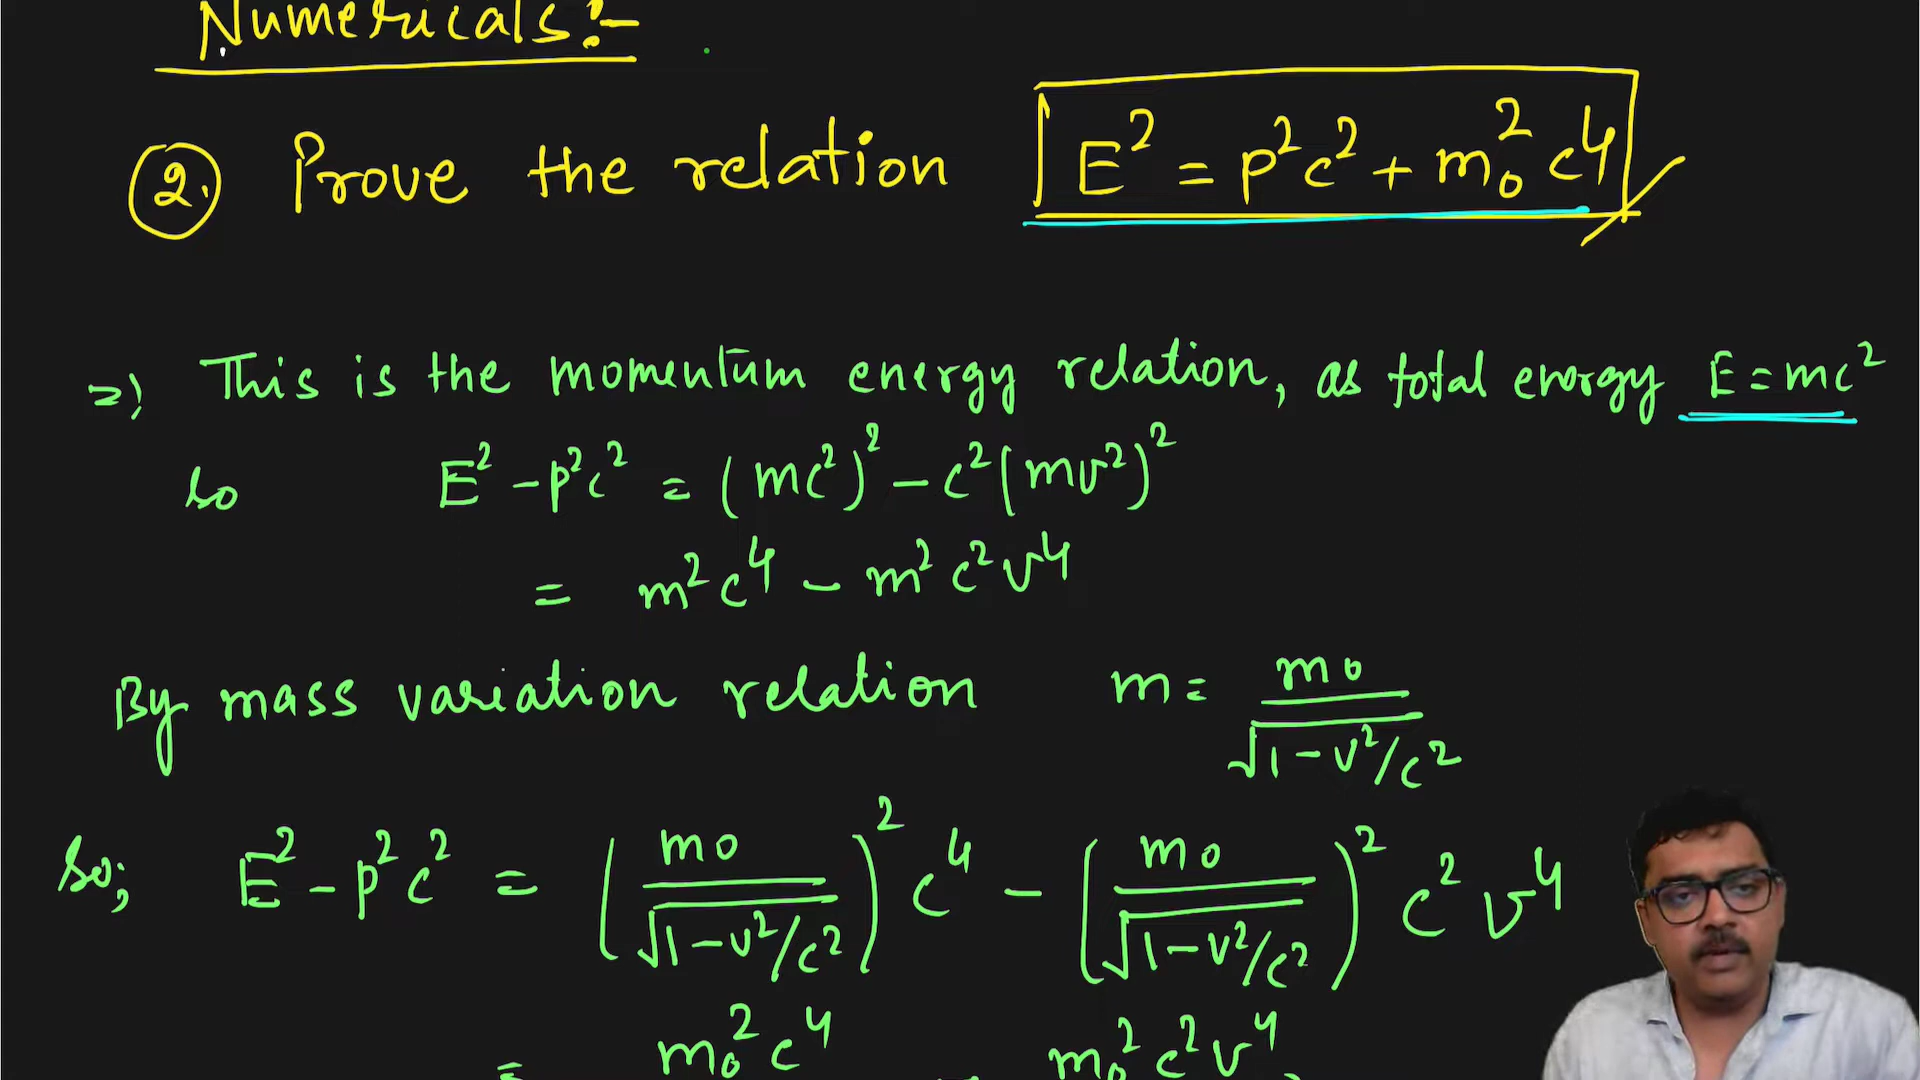 Numericals:-
2. Prove the relation E² = p²c² + m₀²c⁴
=) This is the momentum energy relation, as total energy E = mc²
so E² - p²c² = (mc²)² - c²(mv²)²
= m²c⁴ - m²c²v⁴
By mass variation relation m = m₀/√1-v²/c²
So; E² - p²c² = (m₀/√1-v²/c²)² c⁴ - (m₀/√1-v²/c²)² c² v⁴
= m₀²c⁴ m₀²c²v⁴